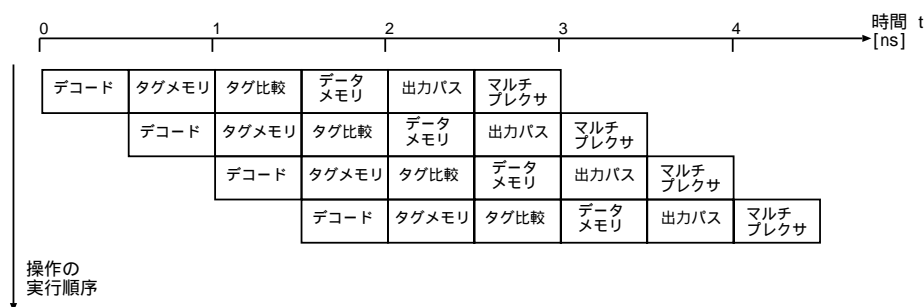 0 1 2 3 4 時間 t
[ns]
デコード タグメモリ タグ比較 データ
メモリ 出力パス マルチ
プレクサ
デコード タグメモリ タグ比較 データ
メモリ 出力パス マルチ
プレクサ
デコード タグメモリ タグ比較 データ
メモリ 出力パス マルチ
プレクサ
デコード タグメモリ タグ比較 データ
メモリ 出力パス マルチ
プレクサ
操作の
実行順序